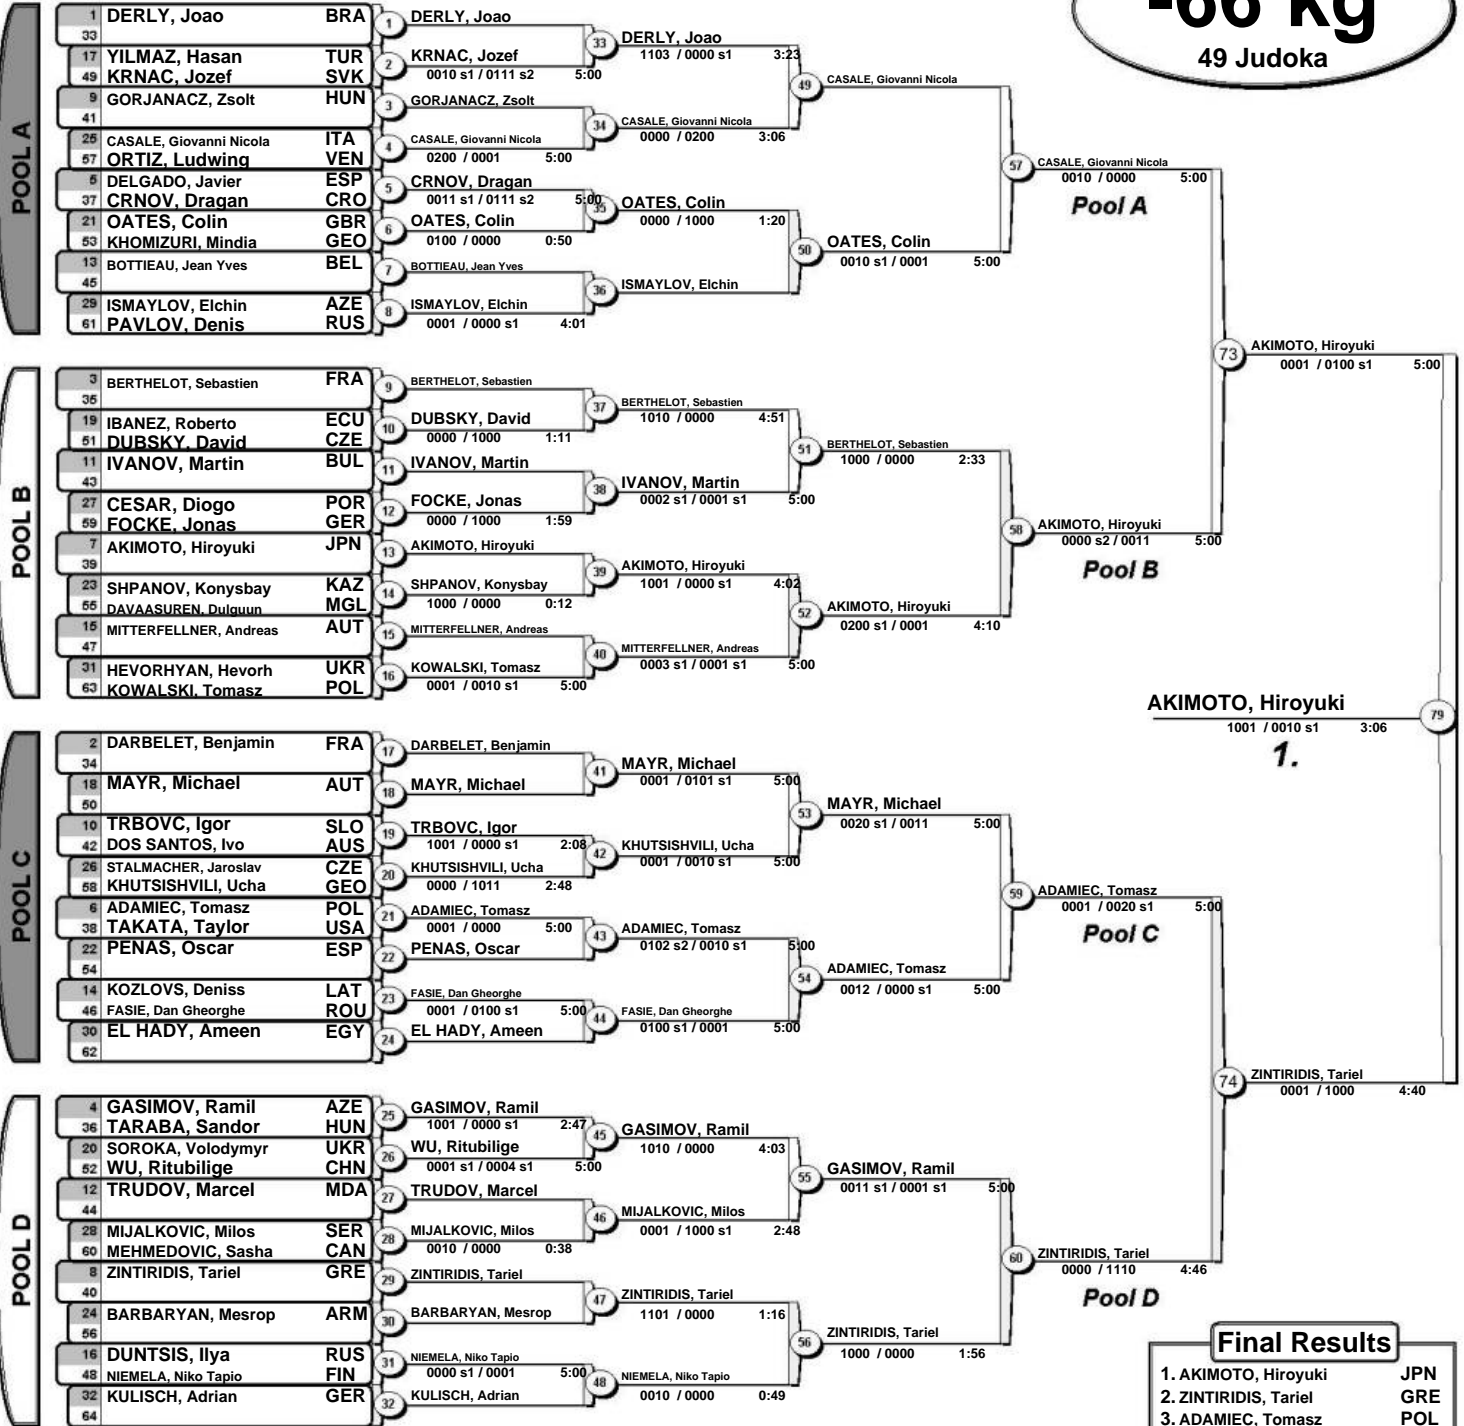 -66 kg
49 Judoka
POOL A
1 DERLY, Joao BRA
33
17 YILMAZ, Hasan TUR
49 KRNAC, Jozef SVK
9 GORJANACZ, Zsolt HUN
41
25 CASALE, Giovanni Nicola ITA
57 ORTIZ, Ludwing VEN
5 DELGADO, Javier ESP
37 CRNOV, Dragan CRO
21 OATES, Colin GBR
53 KHOMIZURI, Mindia GEO
13 BOTTIEAU, Jean Yves BEL
45
29 ISMAYLOV, Elchin AZE
61 PAVLOV, Denis RUS
1 DERLY, Joao
2 KRNAC, Jozef
0010 s1 / 0111 s2 5:00
3 GORJANACZ, Zsolt
4 CASALE, Giovanni Nicola
0200 / 0001 5:00
5 CRNOV, Dragan
0011 s1 / 0111 s2 5:00
6 OATES, Colin
0100 / 0000 0:50
7 BOTTIEAU, Jean Yves
8 ISMAYLOV, Elchin
0001 / 0000 s1 4:01
33 DERLY, Joao
1103 / 0000 s1 3:23
34 CASALE, Giovanni Nicola
0000 / 0200 3:06
35 OATES, Colin
0000 / 1000 1:20
36 ISMAYLOV, Elchin
49 CASALE, Giovanni Nicola
50 OATES, Colin
0010 s1 / 0001 5:00
57 CASALE, Giovanni Nicola
0010 / 0000 5:00
Pool A
POOL B
3 BERTHELOT, Sebastien FRA
35
19 IBANEZ, Roberto ECU
51 DUBSKY, David CZE
11 IVANOV, Martin BUL
43
27 CESAR, Diogo POR
59 FOCKE, Jonas GER
7 AKIMOTO, Hiroyuki JPN
39
23 SHPANOV, Konysbay KAZ
55 DAVAASUREN, Dulguun MGL
15 MITTERFELLNER, Andreas AUT
47
31 HEVORHYAN, Hevorh UKR
63 KOWALSKI, Tomasz POL
9 BERTHELOT, Sebastien
10 DUBSKY, David
0000 / 1000 1:11
11 IVANOV, Martin
12 FOCKE, Jonas
0000 / 1000 1:59
13 AKIMOTO, Hiroyuki
14 SHPANOV, Konysbay
1000 / 0000 0:12
15 MITTERFELLNER, Andreas
16 KOWALSKI, Tomasz
0001 / 0010 s1 5:00
37 BERTHELOT, Sebastien
1010 / 0000 4:51
38 IVANOV, Martin
0002 s1 / 0001 s1 5:00
39 AKIMOTO, Hiroyuki
1001 / 0000 s1 4:02
40 MITTERFELLNER, Andreas
0003 s1 / 0001 s1 5:00
51 BERTHELOT, Sebastien
1000 / 0000 2:33
52 AKIMOTO, Hiroyuki
0200 s1 / 0001 4:10
58 AKIMOTO, Hiroyuki
0000 s2 / 0011 5:00
Pool B
73 AKIMOTO, Hiroyuki
0001 / 0100 s1 5:00
AKIMOTO, Hiroyuki 79
1001 / 0010 s1 3:06
1.
POOL C
2 DARBELET, Benjamin FRA
34
18 MAYR, Michael AUT
50
10 TRBOVC, Igor SLO
42 DOS SANTOS, Ivo AUS
26 STALMACHER, Jaroslav CZE
58 KHUTSISHVILI, Ucha GEO
6 ADAMIEC, Tomasz POL
38 TAKATA, Taylor USA
22 PENAS, Oscar ESP
54
14 KOZLOVS, Deniss LAT
46 FASIE, Dan Gheorghe ROU
30 EL HADY, Ameen EGY
62
17 DARBELET, Benjamin
18 MAYR, Michael
19 TRBOVC, Igor
1001 / 0000 s1 2:08
20 KHUTSISHVILI, Ucha
0000 / 1011 2:48
21 ADAMIEC, Tomasz
0001 / 0000 5:00
22 PENAS, Oscar
23 FASIE, Dan Gheorghe
0001 / 0100 s1 5:00
24 EL HADY, Ameen
41 MAYR, Michael
0001 / 0101 s1 5:00
42 KHUTSISHVILI, Ucha
0001 / 0010 s1 5:00
43 ADAMIEC, Tomasz
0102 s2 / 0010 s1 5:00
44 FASIE, Dan Gheorghe
0100 s1 / 0001 5:00
53 MAYR, Michael
0020 s1 / 0011 5:00
54 ADAMIEC, Tomasz
0012 / 0000 s1 5:00
59 ADAMIEC, Tomasz
0001 / 0020 s1 5:00
Pool C
POOL D
4 GASIMOV, Ramil AZE
36 TARABA, Sandor HUN
20 SOROKA, Volodymyr UKR
52 WU, Ritubilige CHN
12 TRUDOV, Marcel MDA
44
28 MIJALKOVIC, Milos SER
60 MEHMEDOVIC, Sasha CAN
8 ZINTIRIDIS, Tariel GRE
40
24 BARBARYAN, Mesrop ARM
56
16 DUNTSIS, Ilya RUS
48 NIEMELA, Niko Tapio FIN
32 KULISCH, Adrian GER
64
25 GASIMOV, Ramil
1001 / 0000 s1 2:47
26 WU, Ritubilige
0001 s1 / 0004 s1 5:00
27 TRUDOV, Marcel
28 MIJALKOVIC, Milos
0010 / 0000 0:38
29 ZINTIRIDIS, Tariel
30 BARBARYAN, Mesrop
31 NIEMELA, Niko Tapio
0000 s1 / 0001 5:00
32 KULISCH, Adrian
45 GASIMOV, Ramil
1010 / 0000 4:03
46 MIJALKOVIC, Milos
0001 / 1000 s1 2:48
47 ZINTIRIDIS, Tariel
1101 / 0000 1:16
48 NIEMELA, Niko Tapio
0010 / 0000 0:49
55 GASIMOV, Ramil
0011 s1 / 0001 s1 5:00
56 ZINTIRIDIS, Tariel
1000 / 0000 1:56
60 ZINTIRIDIS, Tariel
0000 / 1110 4:46
Pool D
74 ZINTIRIDIS, Tariel
0001 / 1000 4:40
Final Results
1. AKIMOTO, Hiroyuki JPN
2. ZINTIRIDIS, Tariel GRE
3. ADAMIEC, Tomasz POL